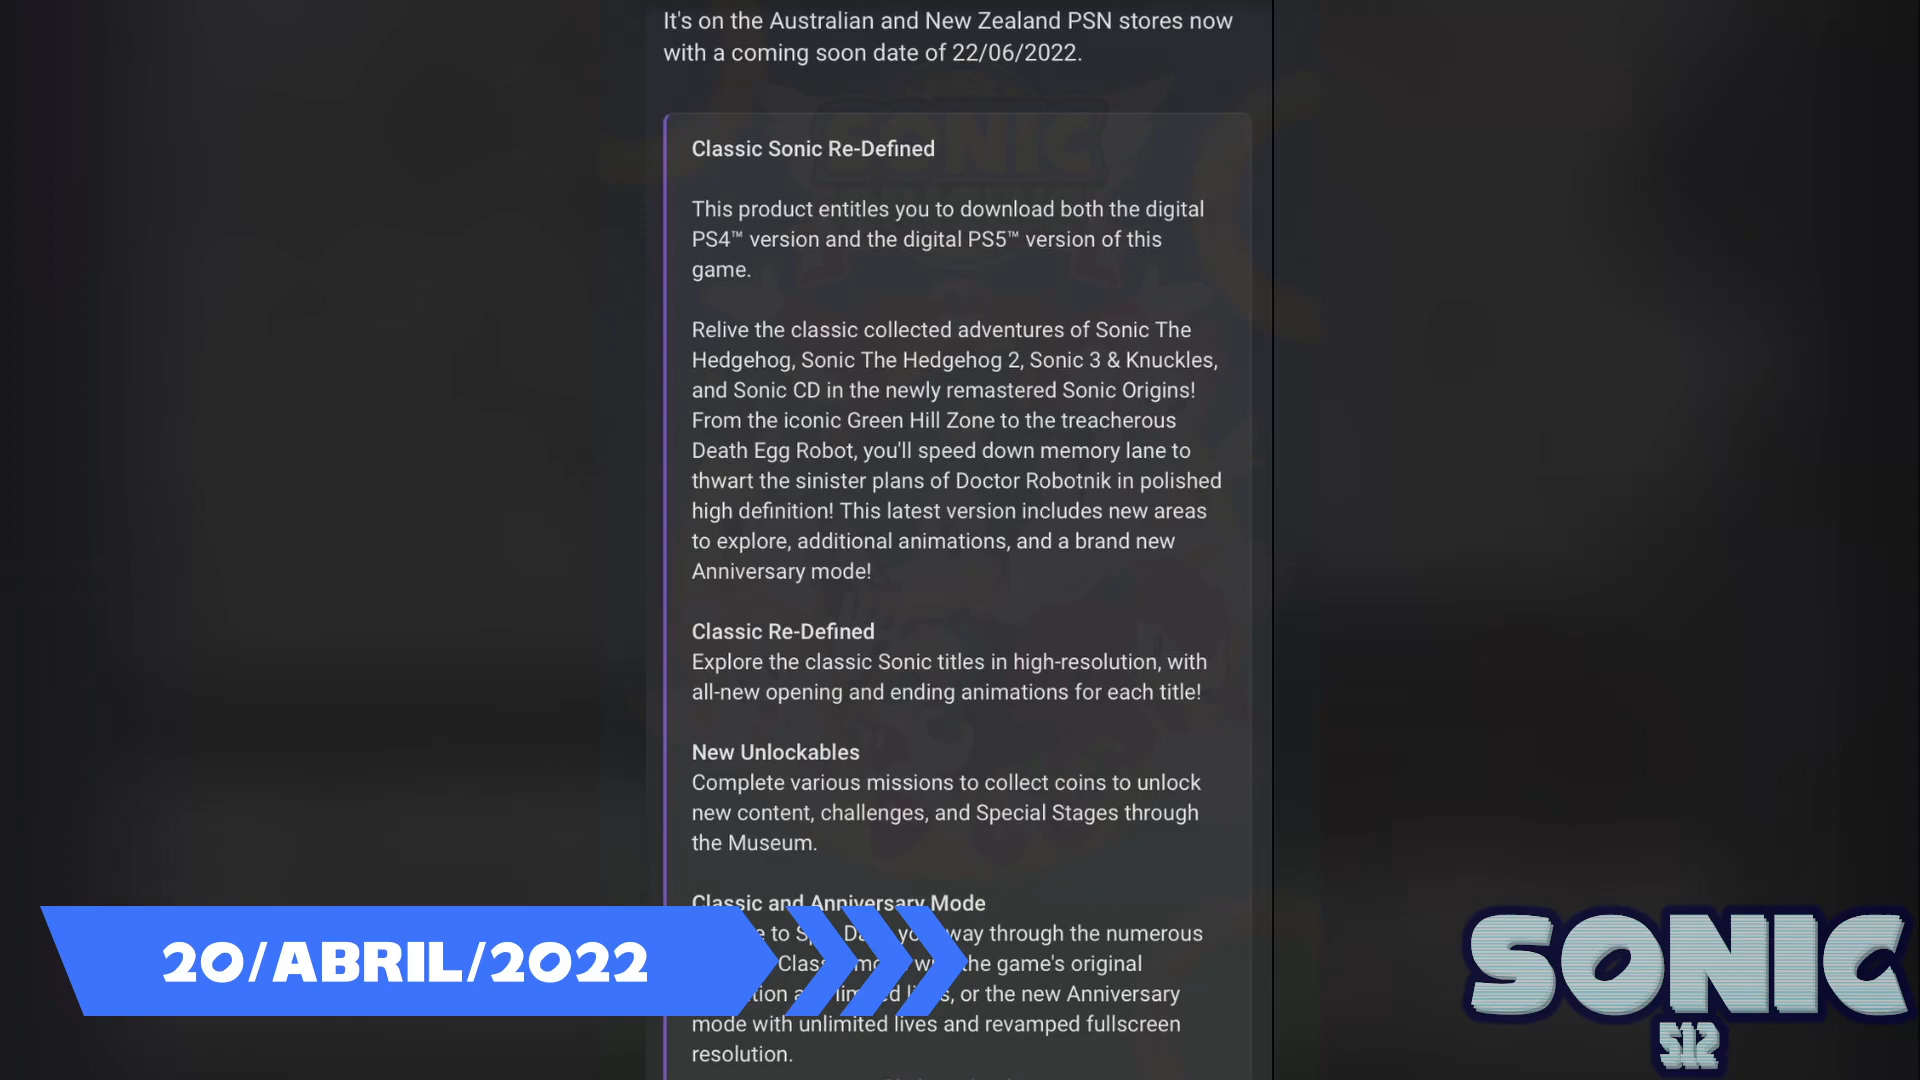 It's on the Australian and New Zealand PSN stores now
with a coming soon date of 22/06/2022.
Classic Sonic Re-Defined
This product entitles you to download both the digital
PS4™ version and the digital PS5™ version of this
game.
Relive the classic collected adventures of Sonic The
Hedgehog, Sonic The Hedgehog 2, Sonic 3 & Knuckles,
and Sonic CD in the newly remastered Sonic Origins!
From the iconic Green Hill Zone to the treacherous
Death Egg Robot, you'll speed down memory lane to
thwart the sinister plans of Doctor Robotnik in polished
high definition! This latest version includes new areas
to explore, additional animations, and a brand new
Anniversary mode!
Classic Re-Defined
Explore the classic Sonic titles in high-resolution, with
all-new opening and ending animations for each title!
New Unlockables
Complete various missions to collect coins to unlock
new content, challenges, and Special Stages through
the Museum.
Classic and Anniversary Mode
to way through the numerous
the game's original
or the new Anniversary
mode with unlimited lives and revamped fullscreen
resolution.
20/ABRIL/2022
SONIC
512